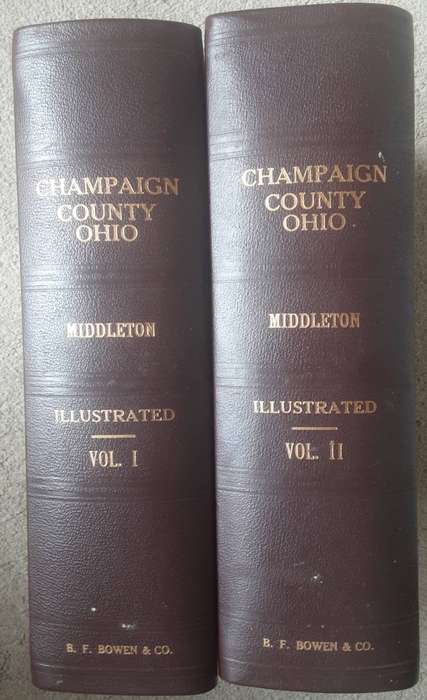 CHAMPAIGN
COUNTY
OHIO
MIDDLETON
ILLUSTRATED
VOL. I
B. F. BOWEN & CO.
CHAMPAIGN
COUNTY
OHIO
MIDDLETON
ILLUSTRATED
VOL. II
B. F. BOWEN & CO.